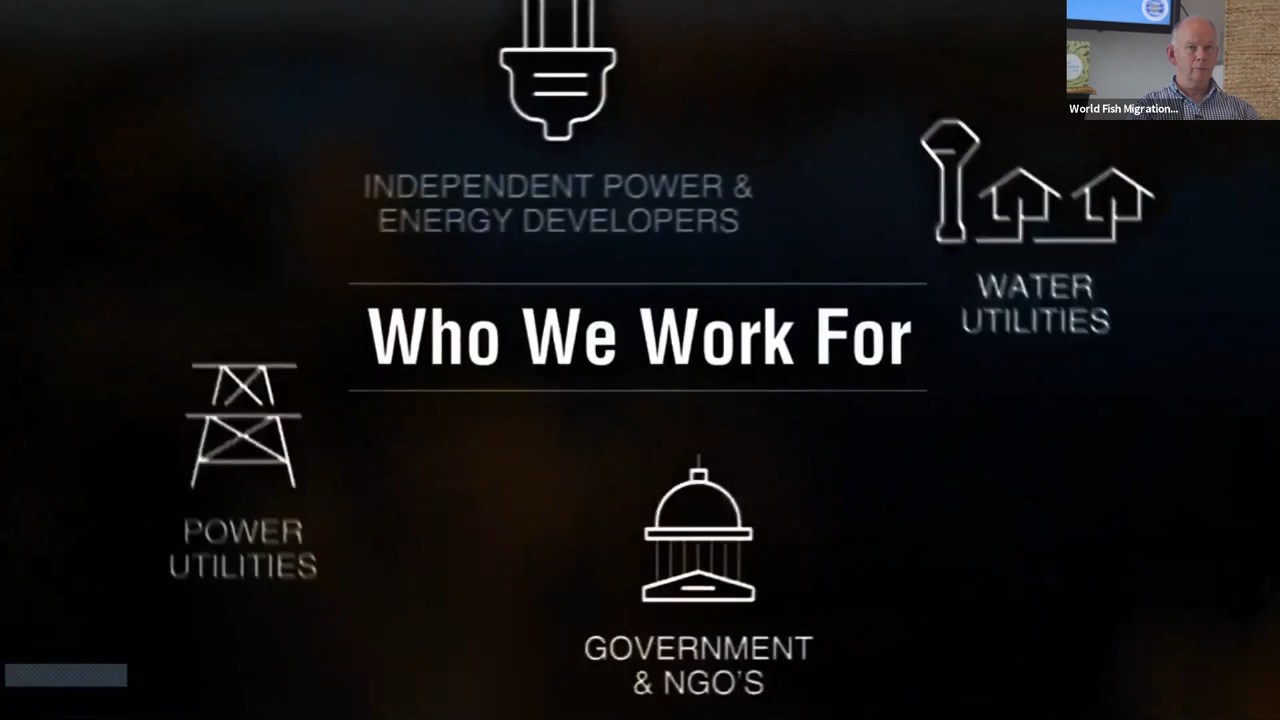 World Fish Migration...
INDEPENDENT POWER &
ENERGY DEVELOPERS
WATER
UTILITIES
Who We Work For
POWER
UTILITIES
GOVERNMENT
& NGO'S